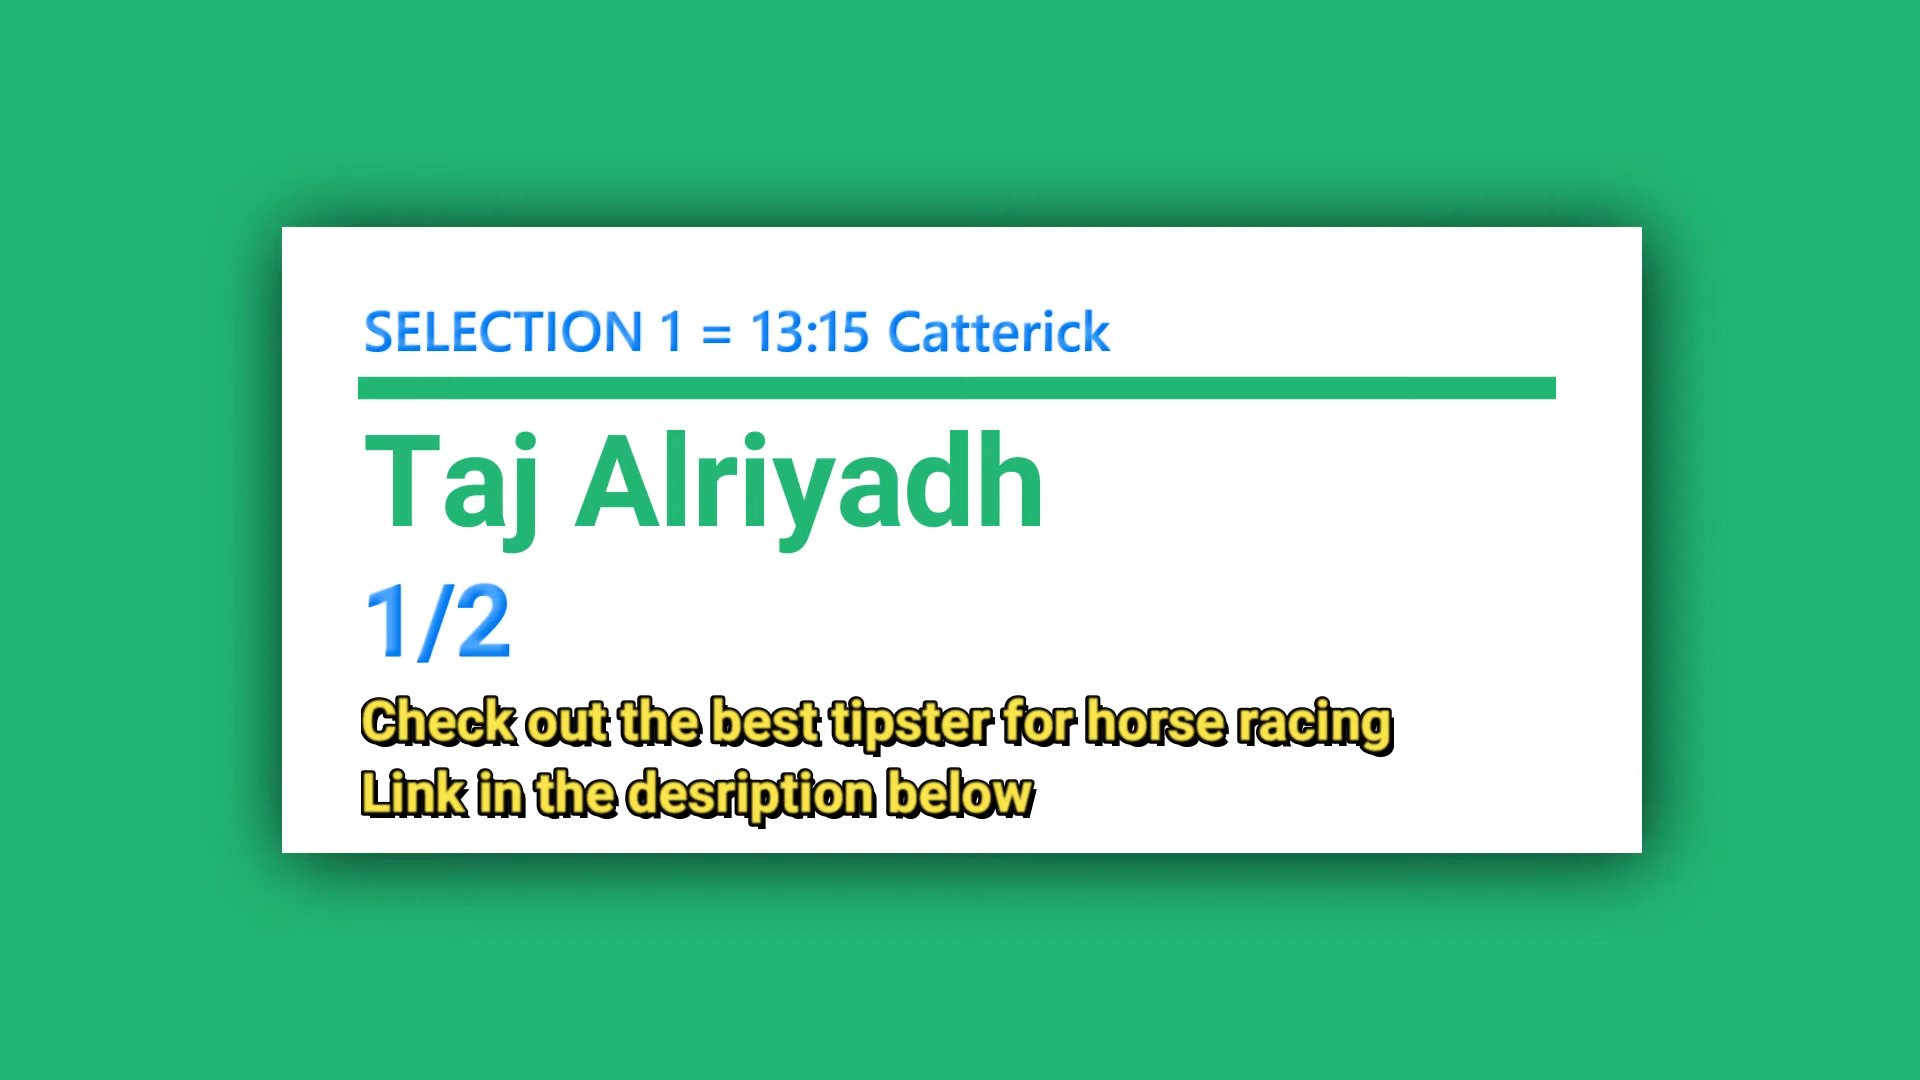 SELECTION 1 = 13:15 Catterick
Taj Alriyadh
1/2
Check out the best tipster for horse racing
Link in the desription below